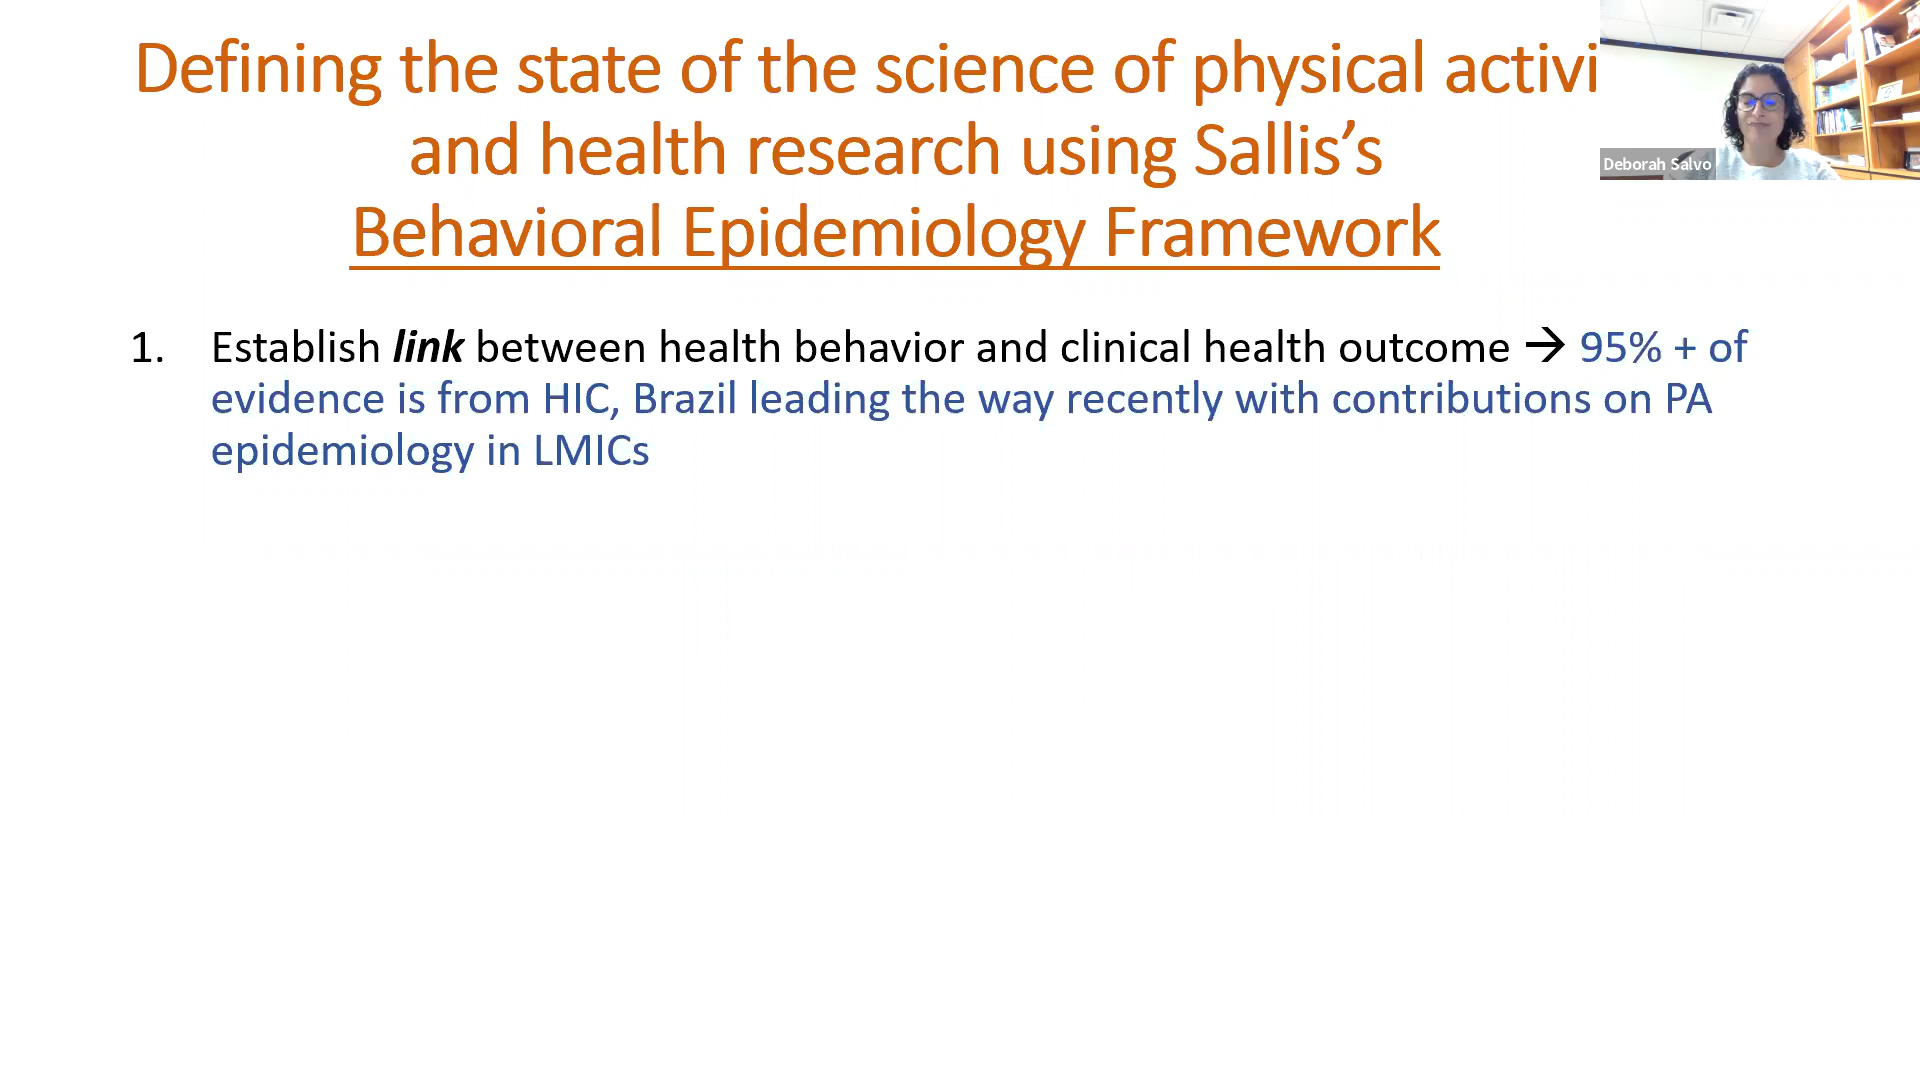 Defining the state of the science of physical activi
and health research using Sallis’s
Behavioral Epidemiology Framework
Deborah Salvo
1. Establish link between health behavior and clinical health outcome → 95% + of
evidence is from HIC, Brazil leading the way recently with contributions on PA
epidemiology in LMICs